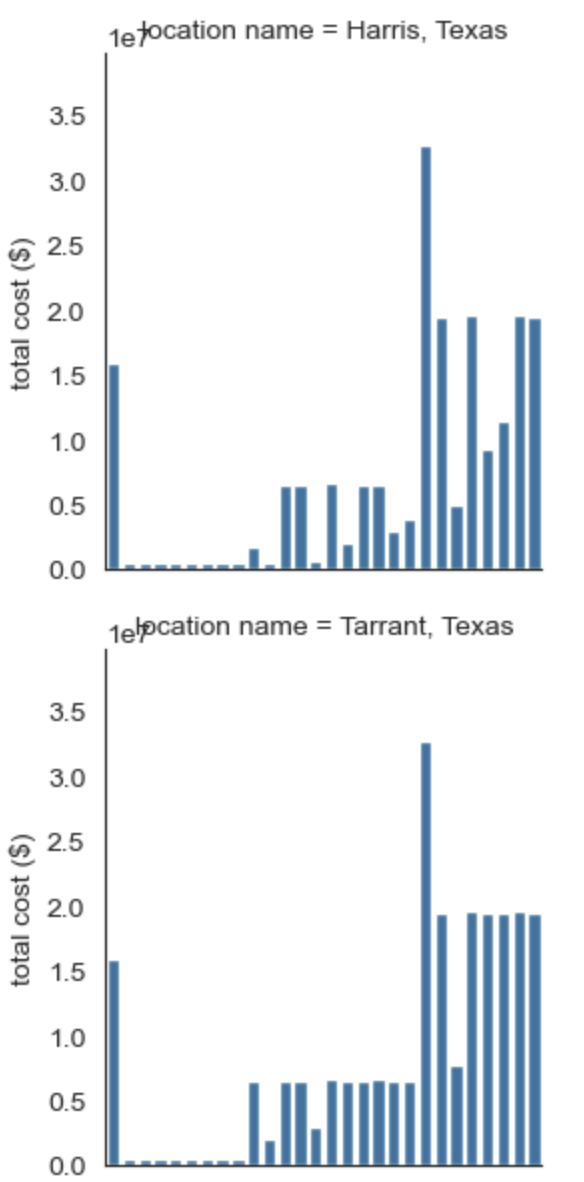 1e7
location name = Harris, Texas
3.5
3.0
2.5
2.0
1.5
1.0
0.5
0.0
total cost ($)
1e7
location name = Tarrant, Texas
3.5
3.0
2.5
2.0
1.5
1.0
0.5
0.0
total cost ($)